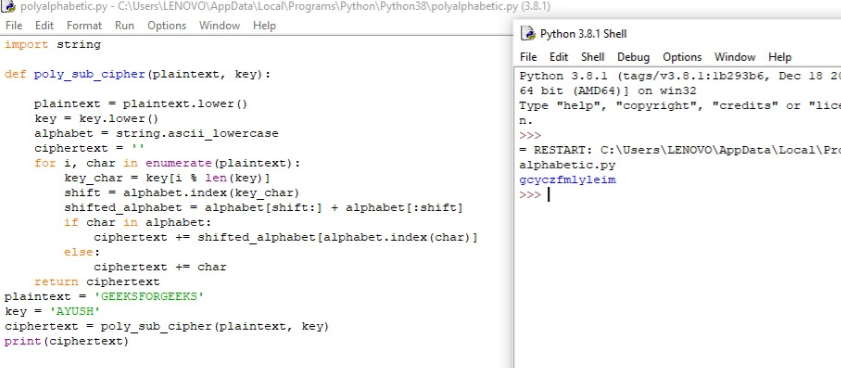 polyalphabetic.py - C:\Users\LENOVO\AppData\Local\Programs\Python\Python38\polyalphabetic.py (3.8.1)
File Edit Format Run Options Window Help
import string
def poly_sub_cipher(plaintext, key):
plaintext = plaintext.lower()
key = key.lower()
alphabet = string.ascii_lowercase
ciphertext = ''
for i, char in enumerate(plaintext):
key_char = key[i % len(key)]
shift = alphabet.index(key_char)
shifted_alphabet = alphabet[shift:] + alphabet[:shift]
if char in alphabet:
ciphertext += shifted_alphabet[alphabet.index(char)]
else:
ciphertext += char
return ciphertext
plaintext = 'GEEKSFORGEEKS'
key = 'AYUSH'
ciphertext = poly_sub_cipher(plaintext, key)
print(ciphertext)
Python 3.8.1 Shell
File Edit Shell Debug Options Window Help
Python 3.8.1 (tags/v3.8.1:1b293b6, Dec 18 20
64 bit (AMD64)] on win32
Type "help", "copyright", "credits" or "lice
n.
>>>
= RESTART: C:\Users\LENOVO\AppData\Local\Pro
alphabetic.py
gcyczfmlyleim
>>>